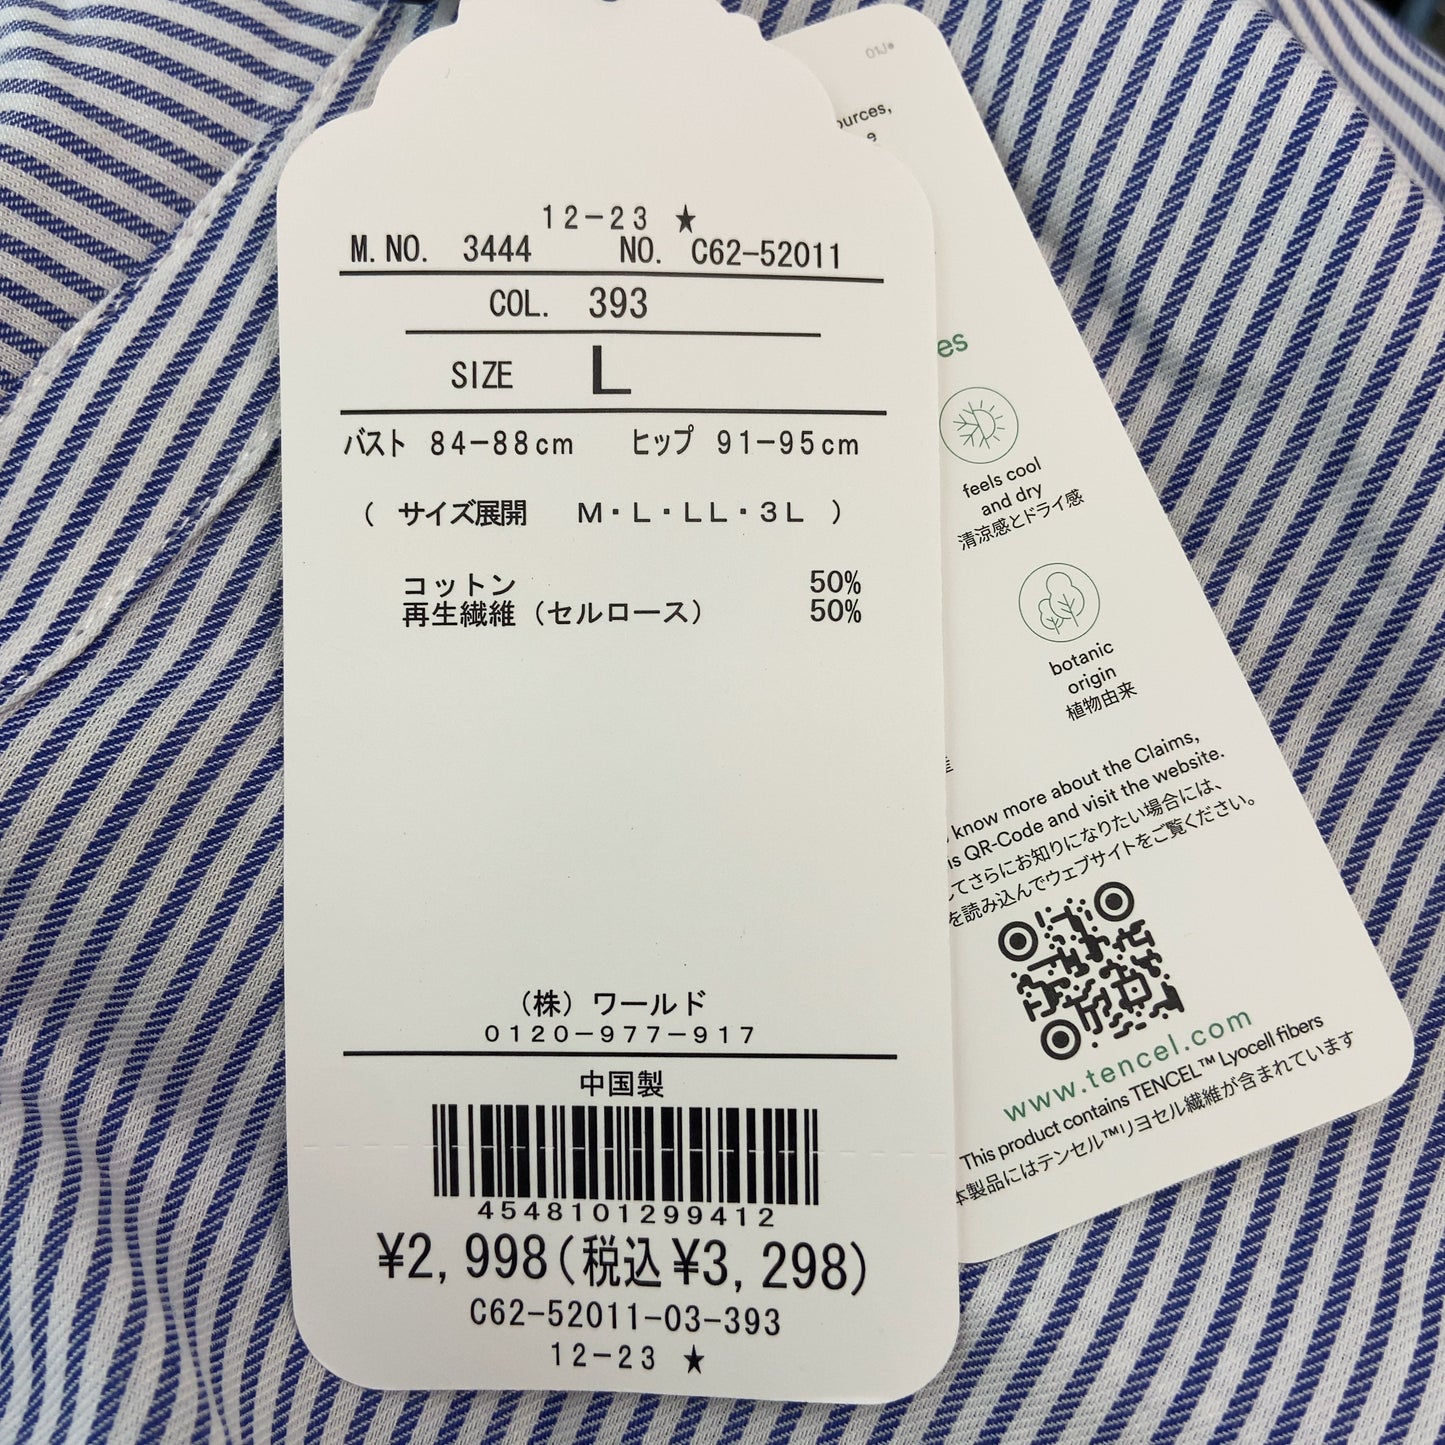 12-23 ★
M.NO. 3444 NO. C62-52011
COL. 393
SIZE L
バスト 84-88cm ヒップ 91-95cm
( サイズ展開 M・L・LL・3L )
コットン 50%
再生繊維(セルロース) 50%
(株)ワールド
0120-977-917
中国製
4548101299412
¥2,998(税込¥3,298)
C62-52011-03-393
12-23 ★
01J®
ources,
es
feels cool
and dry
清涼感とドライ感
botanic
origin
植物由来
know more about the Claims,
is QR-Code and visit the website.
てさらにお知りになりたい場合には、
を読み込んでウェブサイトをご覧ください。
www.tencel.com
This product contains TENCEL™ Lyocell fibers
本製品にはテンセル™リヨセル繊維が含まれています